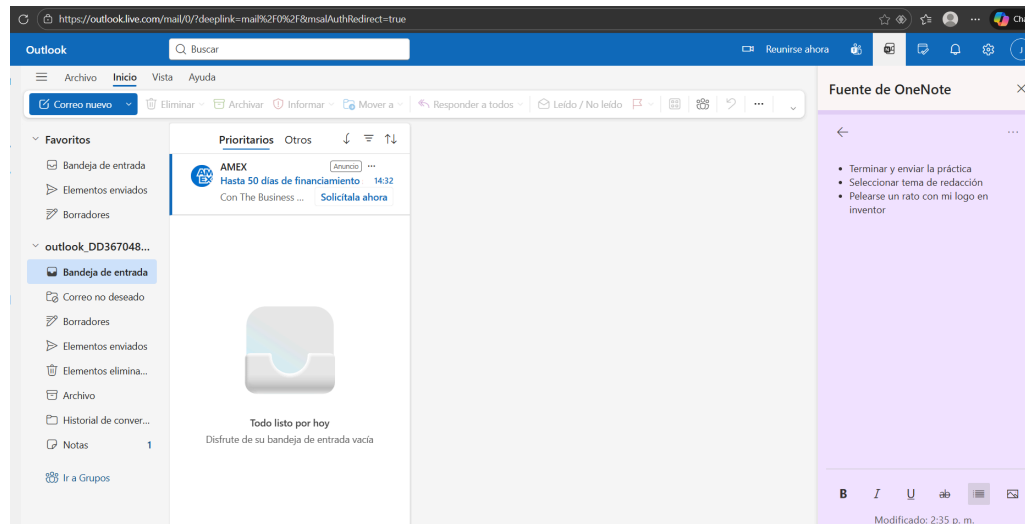 https://outlook.live.com/mail/0/?deeplink=mail%2F0%2F&msalAuthRedirect=true
Outlook
Buscar
Reunirse ahora
Archivo Inicio Vista Ayuda
Correo nuevo Eliminar Archivar Informar Mover a Responder a todos Leído / No leído
Favoritos
Bandeja de entrada
Elementos enviados
Borradores
outlook_DD367048...
Bandeja de entrada
Correo no deseado
Borradores
Elementos enviados
Elementos elimina...
Archivo
Historial de conver...
Notas 1
Ir a Grupos
Prioritarios Otros
AM
EX
AMEX Anuncio
Hasta 50 días de financiamiento 14:32
Con The Business ... Solicítala ahora
Todo listo por hoy
Disfrute de su bandeja de entrada vacía
Fuente de OneNote
Terminar y enviar la práctica
Seleccionar tema de redacción
Pelearse un rato con mi logo en
inventor
B I U ab
Modificado: 2:35 p. m.